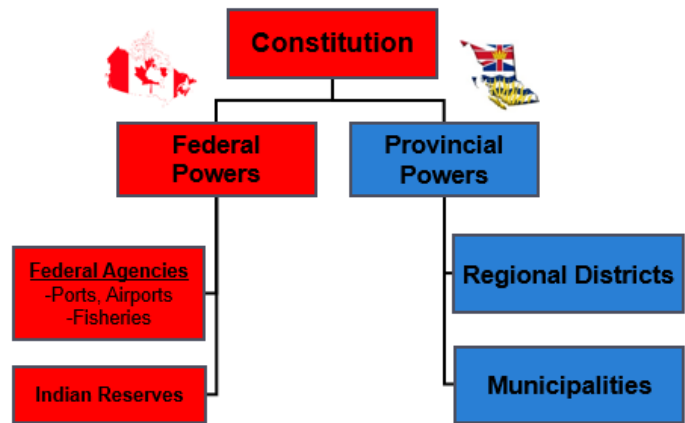 Constitution
Federal
Powers
Provincial
Powers
Federal Agencies
-Ports, Airports
-Fisheries
Regional Districts
Indian Reserves
Municipalities